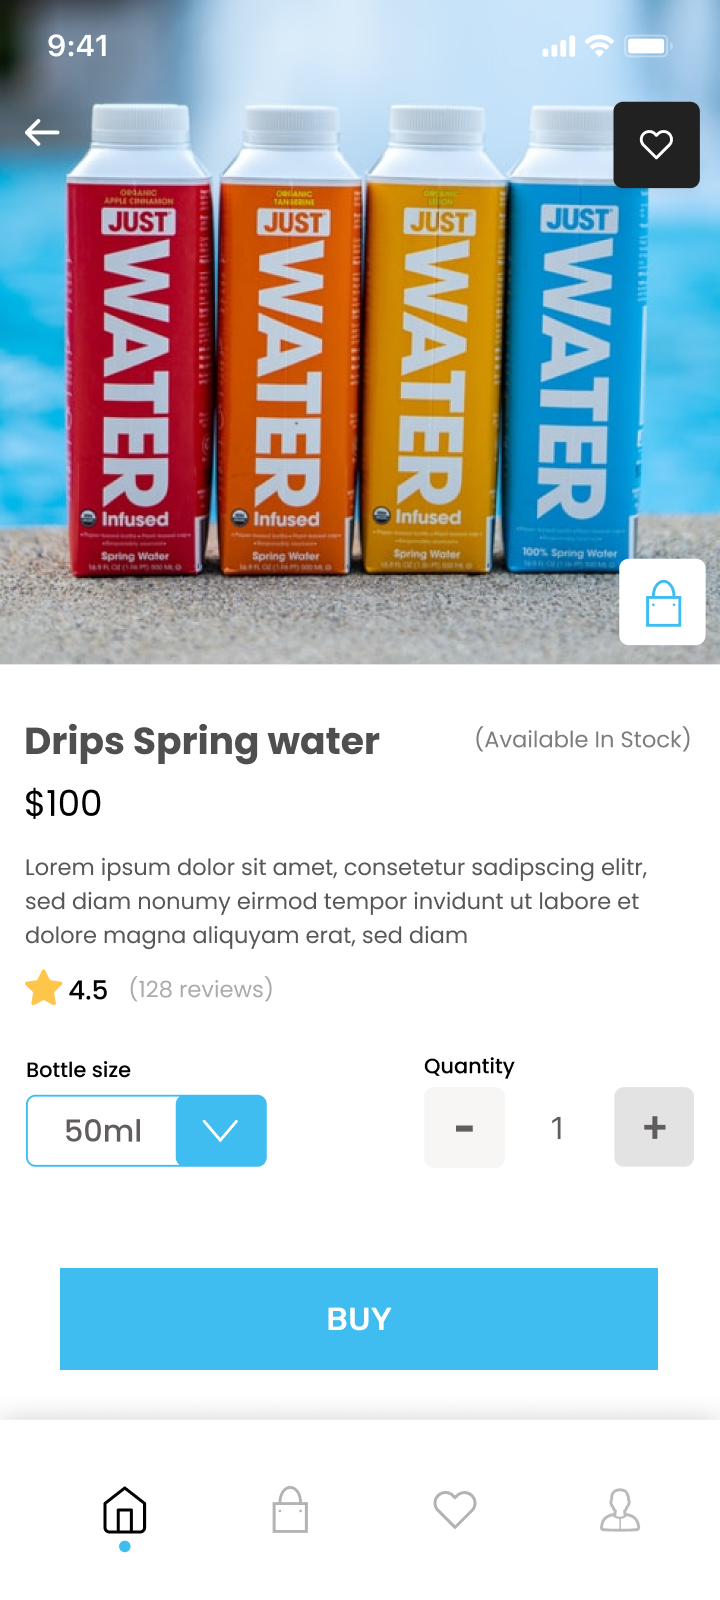 9:41
ORGANIC
APPLE CINNAMON
JUST
WATER
Infused
Spring Water
ORGANIC
TANGERINE
JUST
WATER
Infused
Spring Water
ORGANIC
LEMON
JUST
WATER
Infused
Spring Water
JUST
WATER
100% Spring Water
Drips Spring water
(Available In Stock)
$100
Lorem ipsum dolor sit amet, consetetur sadipscing elitr,
sed diam nonumy eirmod tempor invidunt ut labore et
dolore magna aliquyam erat, sed diam
4.5 (128 reviews)
Bottle size
Quantity
50ml
- 1 +
BUY